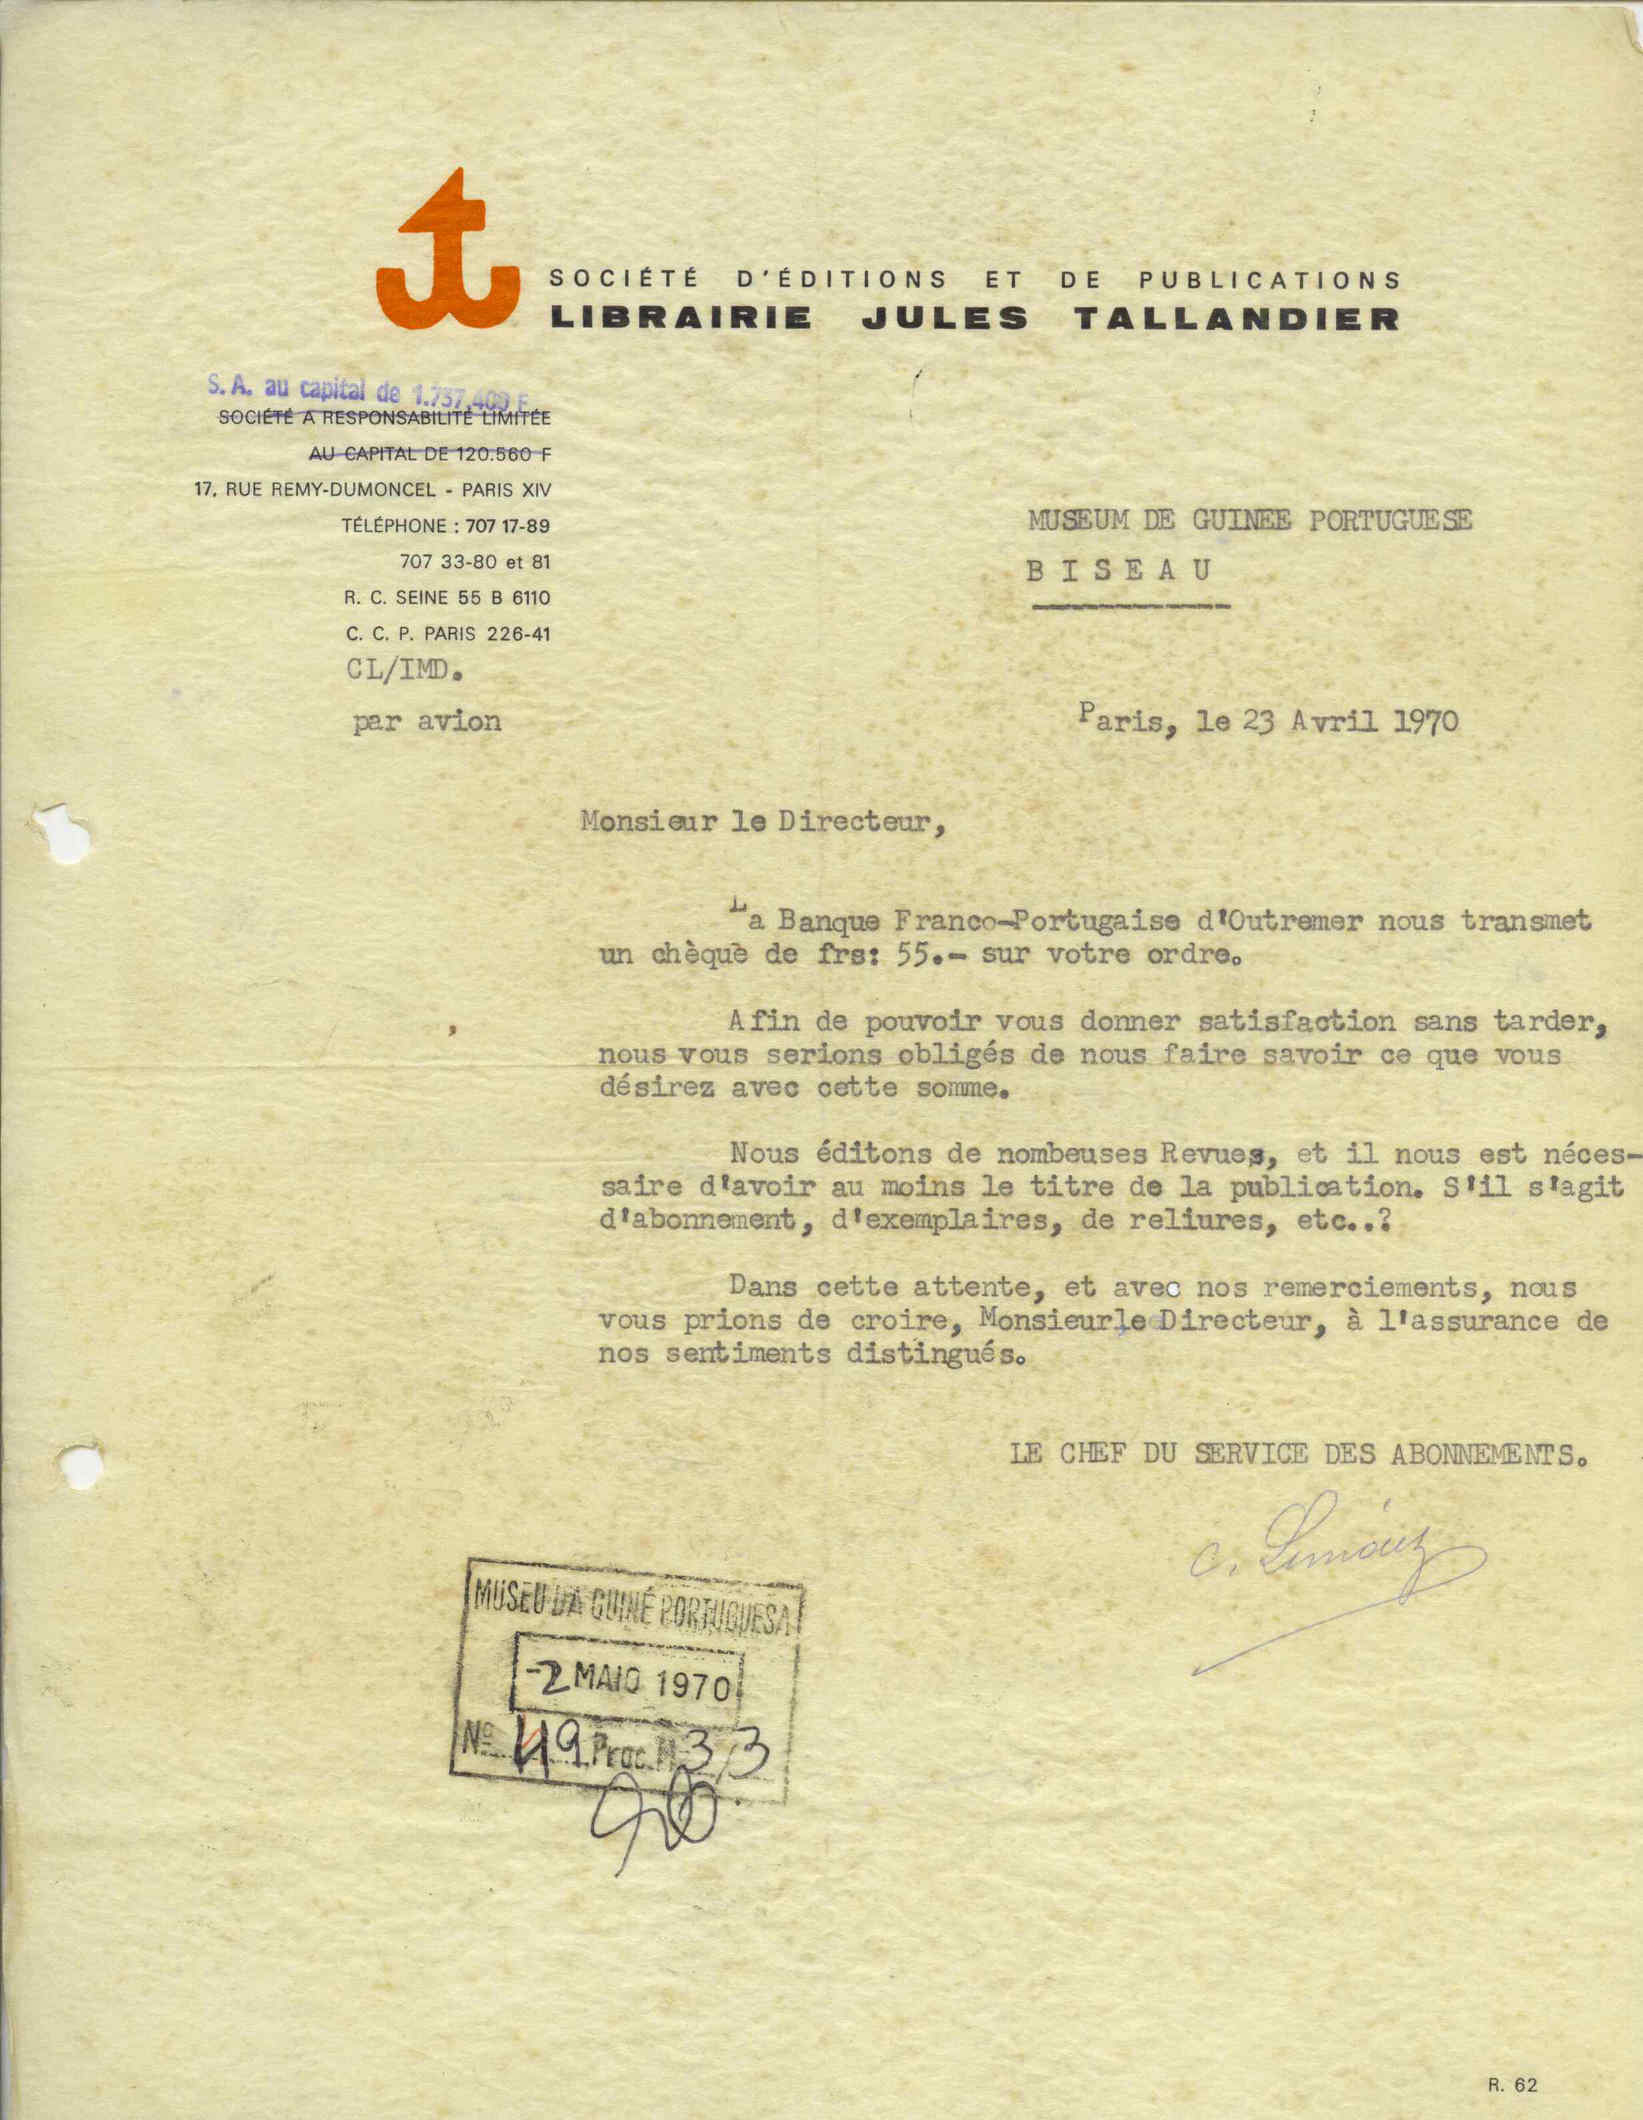 SOCIÉTÉ D'ÉDITIONS ET DE PUBLICATIONS
LIBRAIRIE JULES TALLANDIER
S. A. au capital de 1.737.400 F
SOCIÉTÉ A RESPONSABILITÉ LIMITÉE
AU CAPITAL DE 120.560 F
17, RUE REMY-DUMONCEL - PARIS XIV
TÉLÉPHONE : 707 17-89
707 33-80 et 81
R. C. SEINE 55 B 6110
C. C. P. PARIS 226-41
CL/IMD.
par avion
MUSEUM DE GUINEE PORTUGUESE
B I S E A U
Paris, le 23 Avril 1970
Monsieur le Directeur,
La Banque Franco-Portugaise d'Outremer nous transmet
un chèque de frs: 55.- sur votre ordre.
Afin de pouvoir vous donner satisfaction sans tarder,
nous vous serions obligés de nous faire savoir ce que vous
désirez avec cette somme.
Nous éditons de nombeuses Revues, et il nous est néces-
saire d'avoir au moins le titre de la publication. S'il s'agit
d'abonnement, d'exemplaires, de reliures, etc..?
Dans cette attente, et avec nos remerciements, nous
vous prions de croire, Monsieur le Directeur, à l'assurance de
nos sentiments distingués.
LE CHEF DU SERVICE DES ABONNEMENTS.
C.
MUSEU DA GUINÉ PORTUGUESA
-2 MAIO 1970
Nº 49 Proc. M 3/3
R. 62